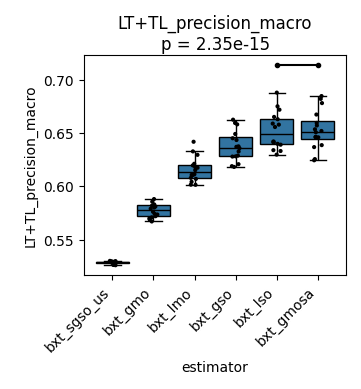 LT+TL_precision_macro
p = 2.35e-15
LT+TL_precision_macro
0.70
0.65
0.60
0.55
bxt_sgso_us
bxt_gmo
bxt_lmo
bxt_gso
bxt_lso
bxt_gmosa
estimator